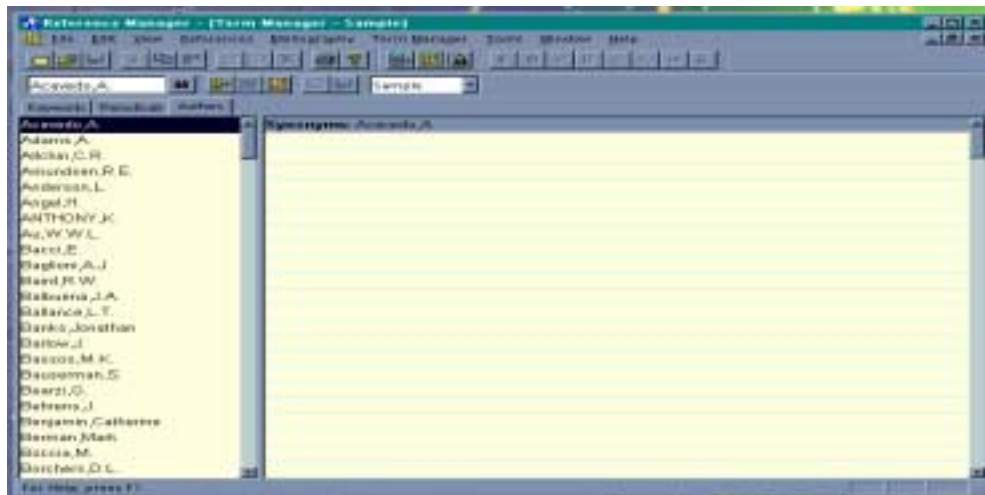 Reference Manager - [Term Manager - Sample]
File Edit View References Bibliography Term Manager Tools Window Help
Acevedo,A. Sample
Keywords Periodicals Authors
Acevedo,A.
Synonyms: Acevedo,A.
Adams,A.
Aitchin,C.R.
Amundsen,R.E.
Anderson,L.
Angel,H.
ANTHONY,K.
Au,W.W.L.
Bacci,E.
Baglioni,A.J.
Baird,R.W.
Balbuena,J.A.
Ballance,L.T.
Banks,Jonathan
Barlow,J.
Bassos,M.K.
Bauserman,S.
Bearzi,G.
Behrens,J.
Benjamin,Catherine
Berman,Mark
Boccia,M.
Borchers,D.L.
For Help, press F1